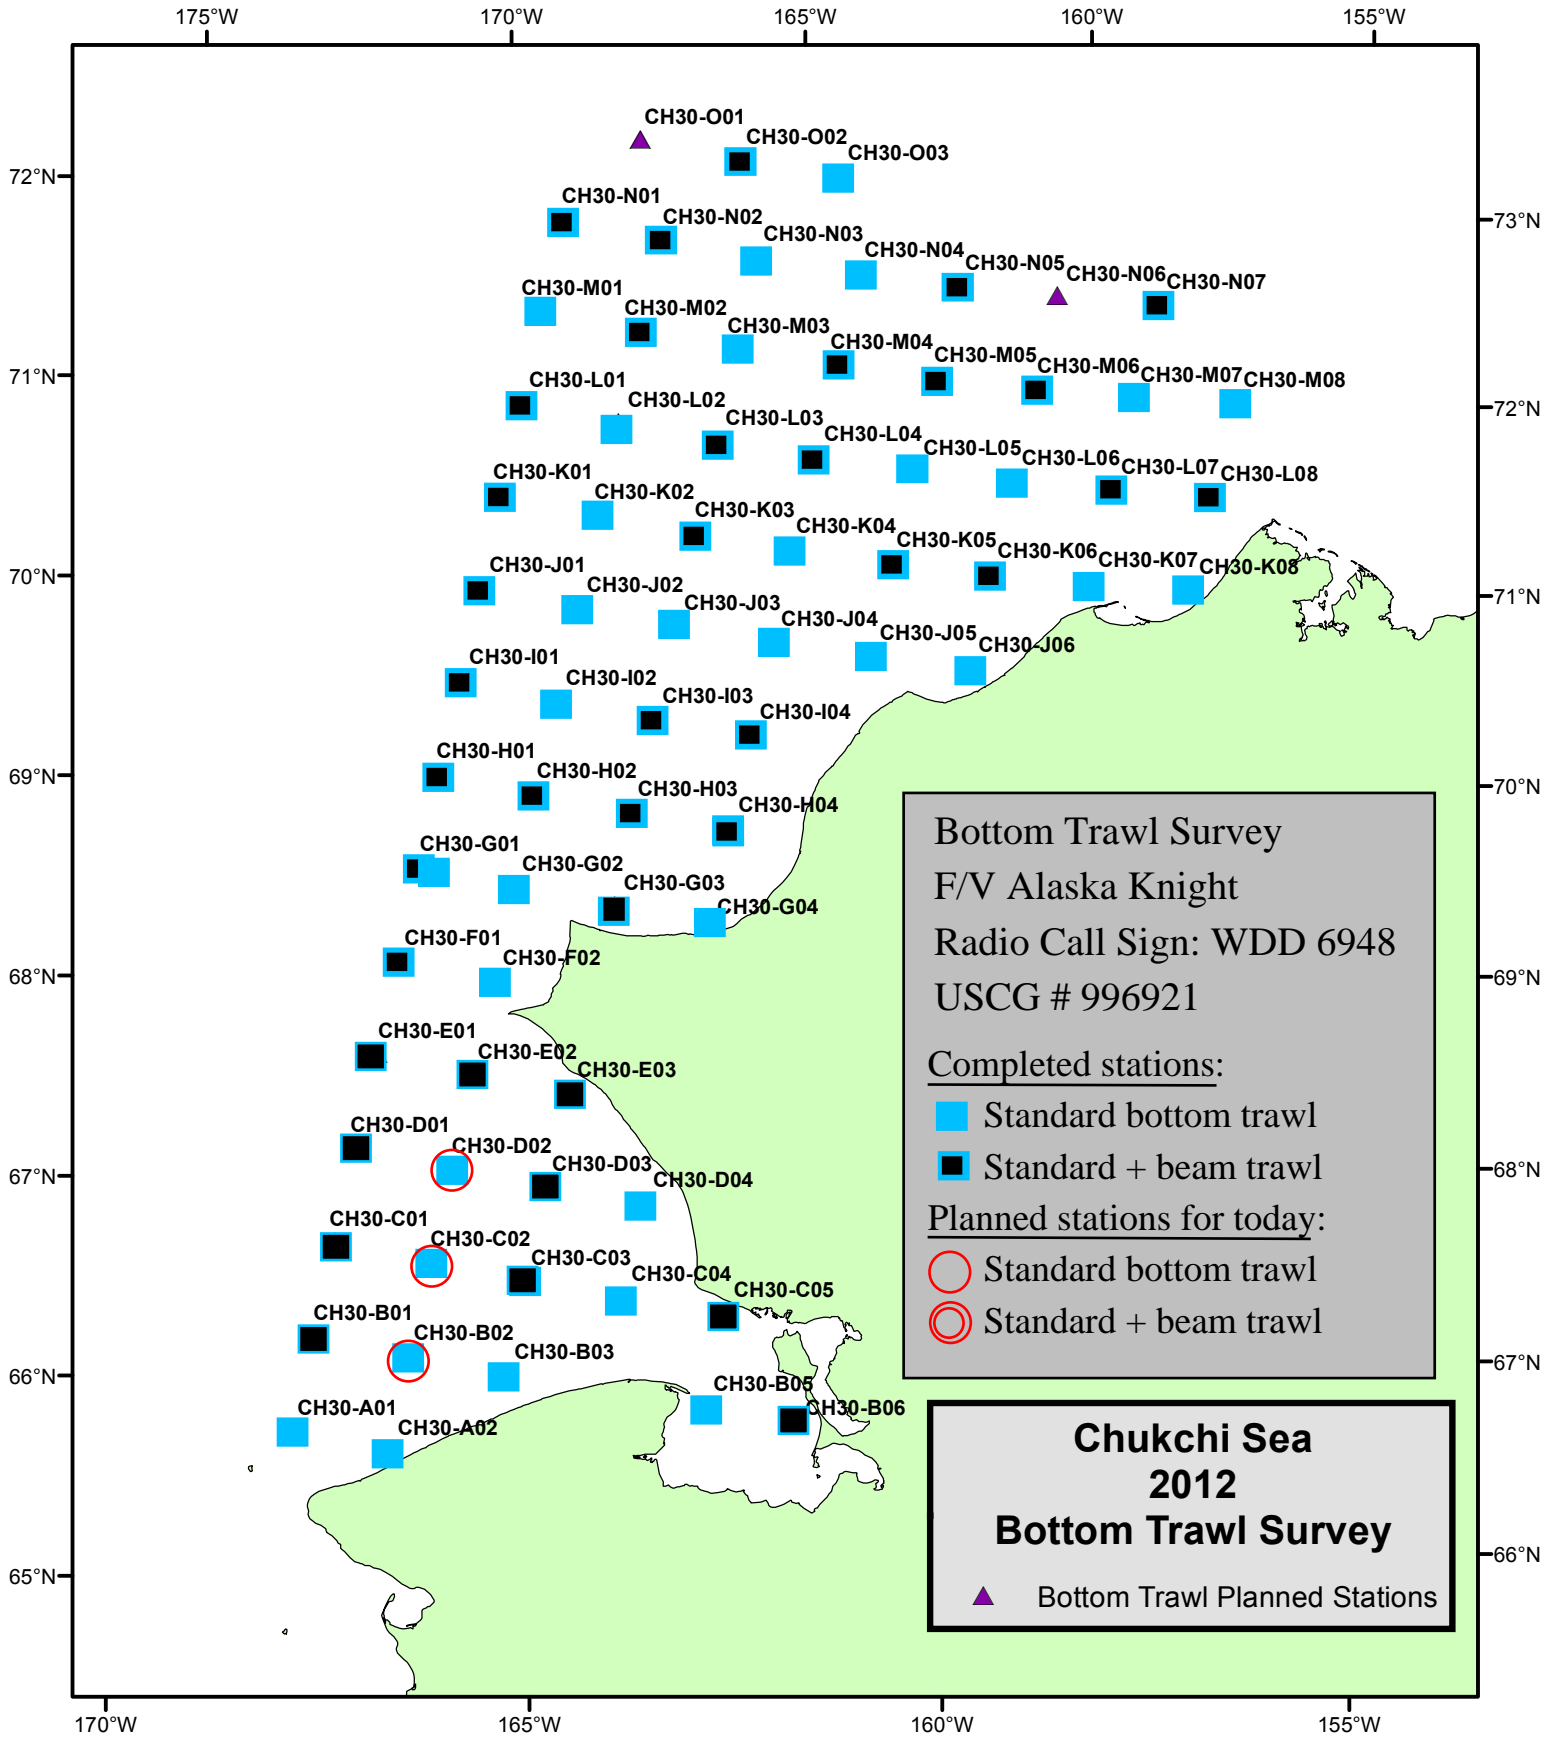 175°W 170°W 165°W 160°W 155°W
CH30-O01
CH30-O02
CH30-O03
72°N
CH30-N01
CH30-N02
73°N
CH30-N03
CH30-N04
CH30-N05
CH30-N06
CH30-N07
CH30-M01
CH30-M02
CH30-M03
CH30-M04
CH30-M05
CH30-M06
CH30-M07
CH30-M08
71°N
CH30-L01
CH30-L02
72°N
CH30-L03
CH30-L04
CH30-L05
CH30-L06
CH30-L07
CH30-L08
CH30-K01
CH30-K02
CH30-K03
CH30-K04
CH30-K05
CH30-K06
CH30-K07
CH30-K08
70°N
CH30-J01
CH30-J02
71°N
CH30-J03
CH30-J04
CH30-J05
CH30-J06
CH30-I01
CH30-I02
CH30-I03
CH30-I04
69°N
CH30-H01
CH30-H02
70°N
CH30-H03
CH30-H04
CH30-G01
CH30-G02
CH30-G03
CH30-G04
CH30-F01
CH30-F02
68°N
69°N
CH30-E01
CH30-E02
CH30-E03
CH30-D01
CH30-D02
CH30-D03
CH30-D04
67°N
68°N
CH30-C01
CH30-C02
CH30-C03
CH30-C04
CH30-C05
CH30-B01
CH30-B02
CH30-B03
CH30-B05
CH30-B06
66°N
67°N
CH30-A01
CH30-A02
65°N
66°N
Bottom Trawl Survey
F/V Alaska Knight
Radio Call Sign: WDD 6948
USCG # 996921
Completed stations:
Standard bottom trawl
Standard + beam trawl
Planned stations for today:
Standard bottom trawl
Standard + beam trawl
Chukchi Sea
2012
Bottom Trawl Survey
Bottom Trawl Planned Stations
170°W 165°W 160°W 155°W